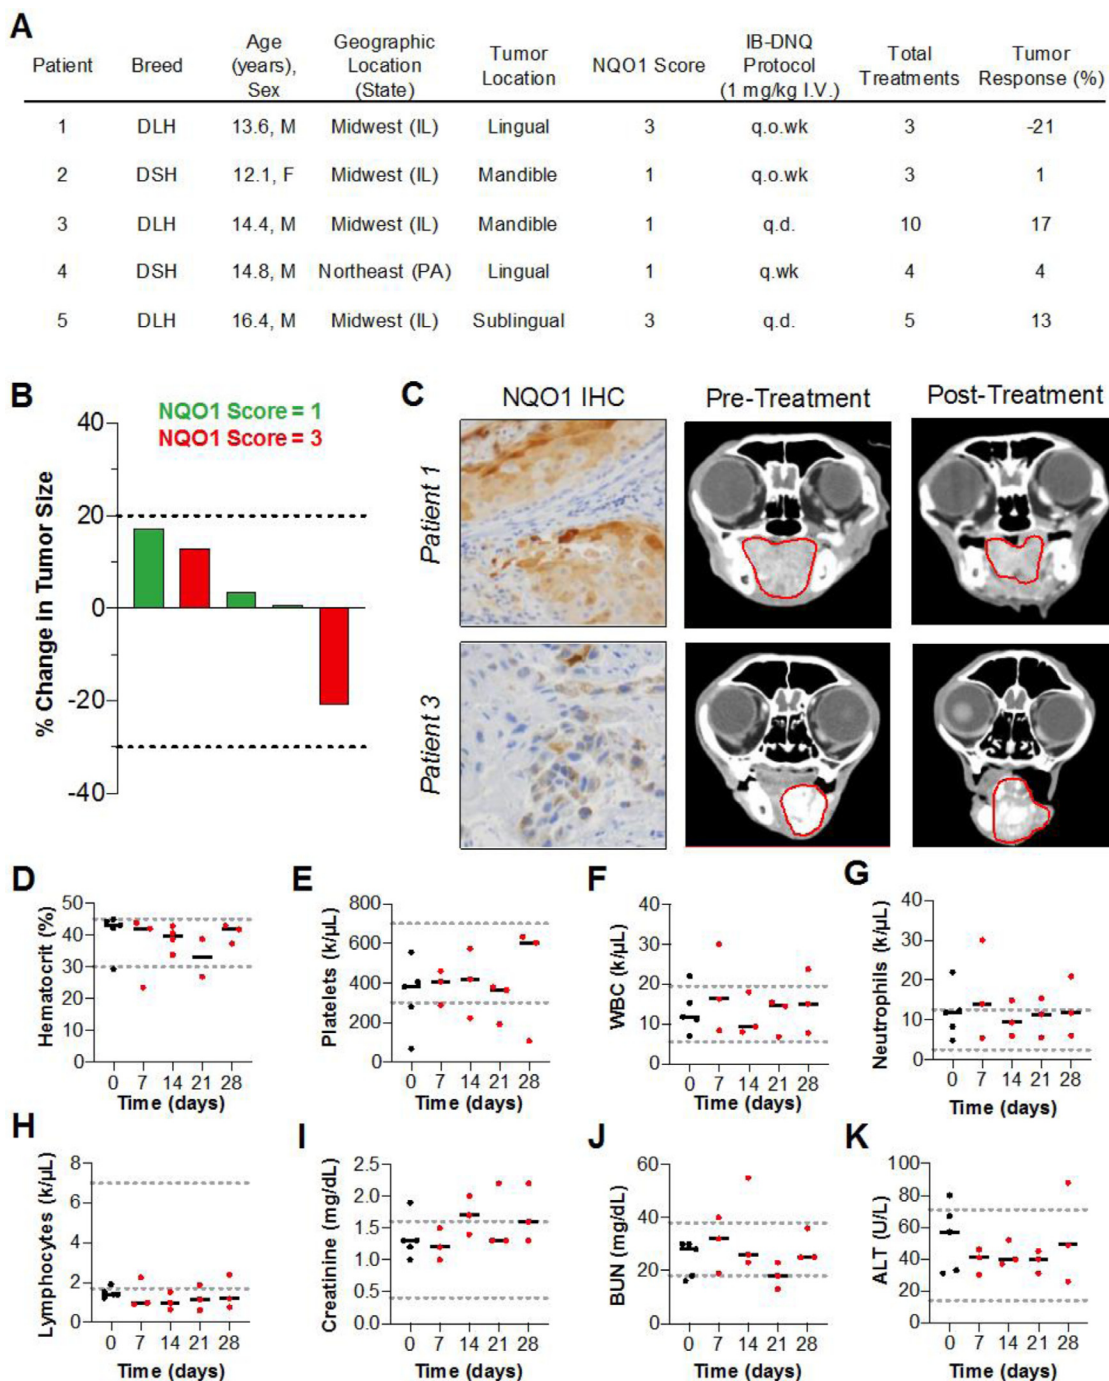 A
Patient Breed Age (years), Sex Geographic Location (State) Tumor Location NQO1 Score IB-DNQ Protocol (1 mg/kg I.V.) Total Treatments Tumor Response (%)
1 DLH 13.6, M Midwest (IL) Lingual 3 q.o.wk 3 -21
2 DSH 12.1, F Midwest (IL) Mandible 1 q.o.wk 3 1
3 DLH 14.4, M Midwest (IL) Mandible 1 q.d. 10 17
4 DSH 14.8, M Northeast (PA) Lingual 1 q.wk 4 4
5 DLH 16.4, M Midwest (IL) Sublingual 3 q.d. 5 13
B
NQO1 Score = 1
NQO1 Score = 3
% Change in Tumor Size
40
20
0
-20
-40
C
NQO1 IHC Pre-Treatment Post-Treatment
Patient 1
Patient 3
D
Hematocrit (%)
50
40
30
20
10
0
0 7 14 21 28
Time (days)
E
Platelets (k/µL)
800
600
400
200
0
0 7 14 21 28
Time (days)
F
WBC (k/µL)
40
30
20
10
0
0 7 14 21 28
Time (days)
G
Neutrophils (k/µL)
40
30
20
10
0
0 7 14 21 28
Time (days)
H
Lymphocytes (k/µL)
8
6
4
2
0
0 7 14 21 28
Time (days)
I
Creatinine (mg/dL)
2.5
2.0
1.5
1.0
0.5
0.0
0 7 14 21 28
Time (days)
J
BUN (mg/dL)
60
40
20
0
0 7 14 21 28
Time (days)
K
ALT (U/L)
100
80
60
40
20
0
0 7 14 21 28
Time (days)